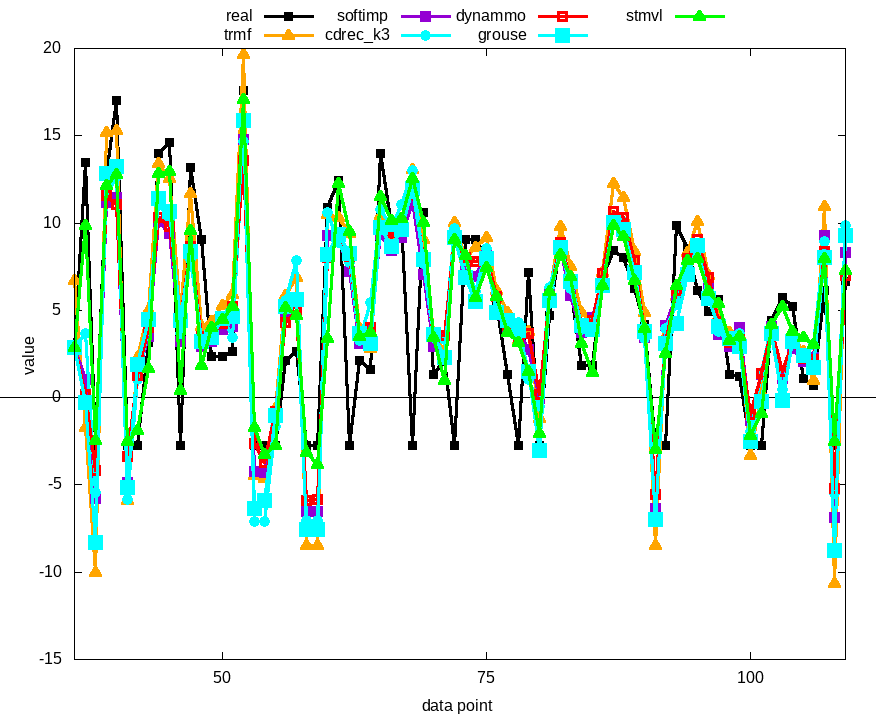 real softimp dynammo stmvl
trmf cdrec_k3 grouse
20
15
10
5
0
-5
-10
-15
value
50 75 100
data point